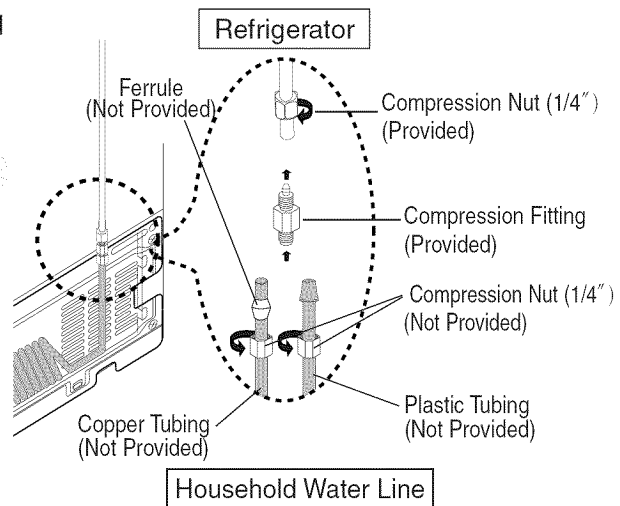 Refrigerator
Ferrule
(Not Provided)
Compression Nut (1/4″)
(Provided)
Compression Fitting
(Provided)
Compression Nut (1/4″)
(Not Provided)
Copper Tubing
(Not Provided)
Plastic Tubing
(Not Provided)
Household Water Line